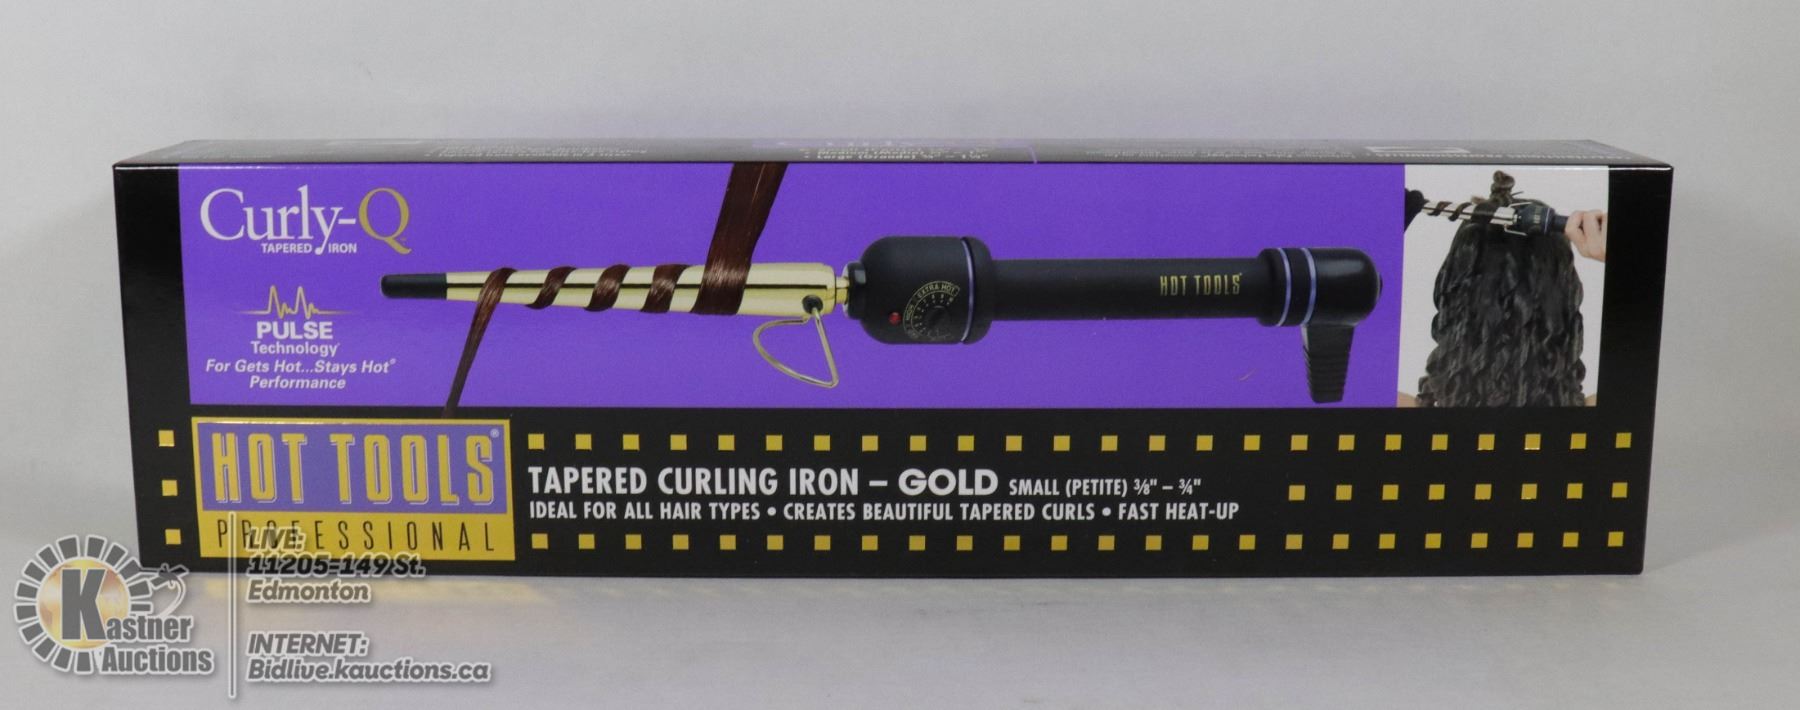 Large (Grande)
Curly-Q
TAPERED IRON
PULSE
Technology
For Gets Hot...Stays Hot®
Performance
EXTRA HOT
HOT TOOLS
HOT TOOLS®
PROFESSIONAL
TAPERED CURLING IRON – GOLD SMALL (PETITE) 3/8" – 3/4"
IDEAL FOR ALL HAIR TYPES • CREATES BEAUTIFUL TAPERED CURLS • FAST HEAT-UP
Kastner
Auctions
LIVE:
11205-149 St.
Edmonton
INTERNET:
Bidlive.kauctions.ca